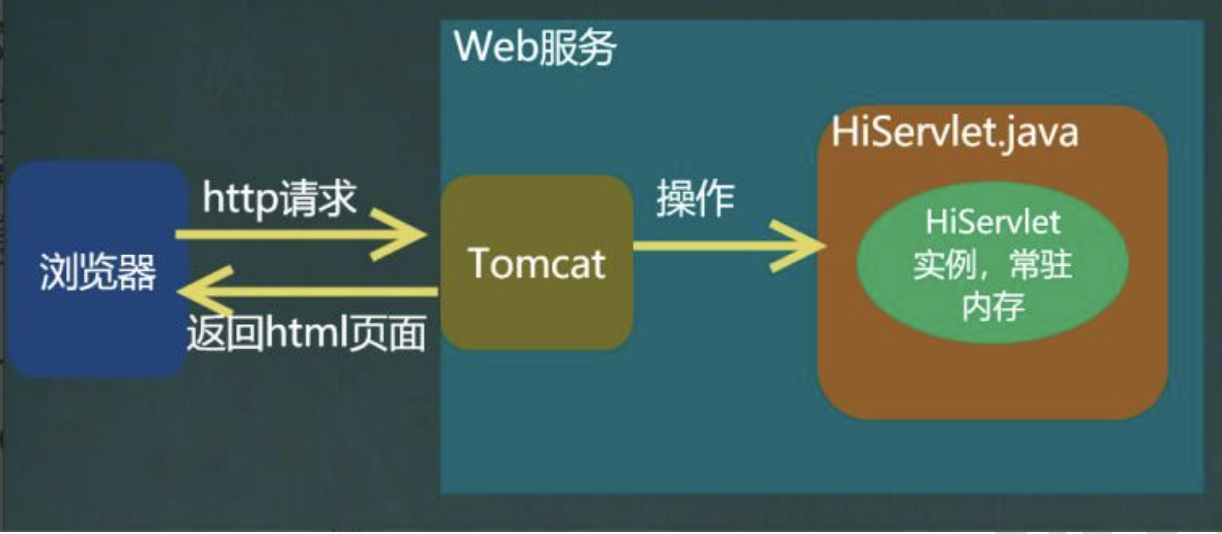 Web服务
HiServlet.java
http请求
操作
HiServlet
实例，常驻
内存
浏览器
Tomcat
返回html页面